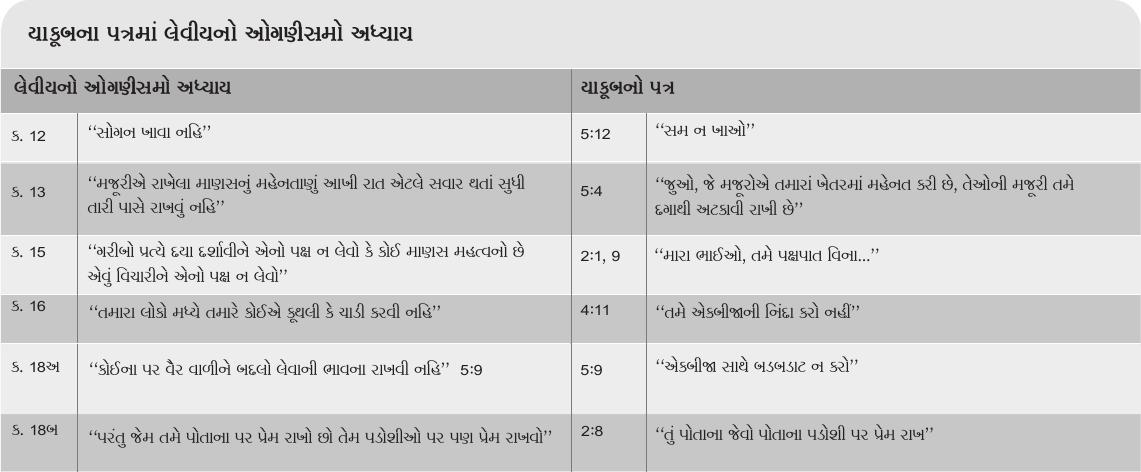 યાકૂબના પત્રમાં લેવીયનો ઓગણીસમો અધ્યાય
લેવીયનો ઓગણીસમો અધ્યાય યાકૂબનો પત્ર
ક. 12 “સોગન ખાવા નહિ” 5:12 “સમ ન ખાઓ”
ક. 13 “મજૂરીએ રાખેલા માણસનું મહેનતાણું આખી રાત એટલે સવાર થતાં સુધી
તારી પાસે રાખવું નહિ” 5:4 “જુઓ, જે મજૂરોએ તમારાં ખેતરમાં મહેનત કરી છે, તેઓની મજૂરી તમે
દગાથી અટકાવી રાખી છે”
ક. 15 “ગરીબો પ્રત્યે દયા દર્શાવીને એનો પક્ષ ન લેવો કે કોઈ માણસ મહત્વનો છે
એવું વિચારીને એનો પક્ષ ન લેવો” 2:1, 9 “મારા ભાઈઓ, તમે પક્ષપાત વિના...”
ક. 16 “તમારા લોકો મધ્યે તમારે કોઈએ કૂથલી કે ચાડી કરવી નહિ” 4:11 “તમે એકબીજાની નિંદા કરો નહીં”
ક. 18અ “કોઈના પર વૈર વાળીને બદલો લેવાની ભાવના રાખવી નહિ” 5:9 5:9 “એકબીજા સાથે બડબડાટ ન કરો”
ક. 18બ “પરંતુ જેમ તમે પોતાના પર પ્રેમ રાખો છો તેમ પડોશીઓ પર પણ પ્રેમ રાખવો” 2:8 “તું પોતાના જેવો પોતાના પડોશી પર પ્રેમ રાખ”